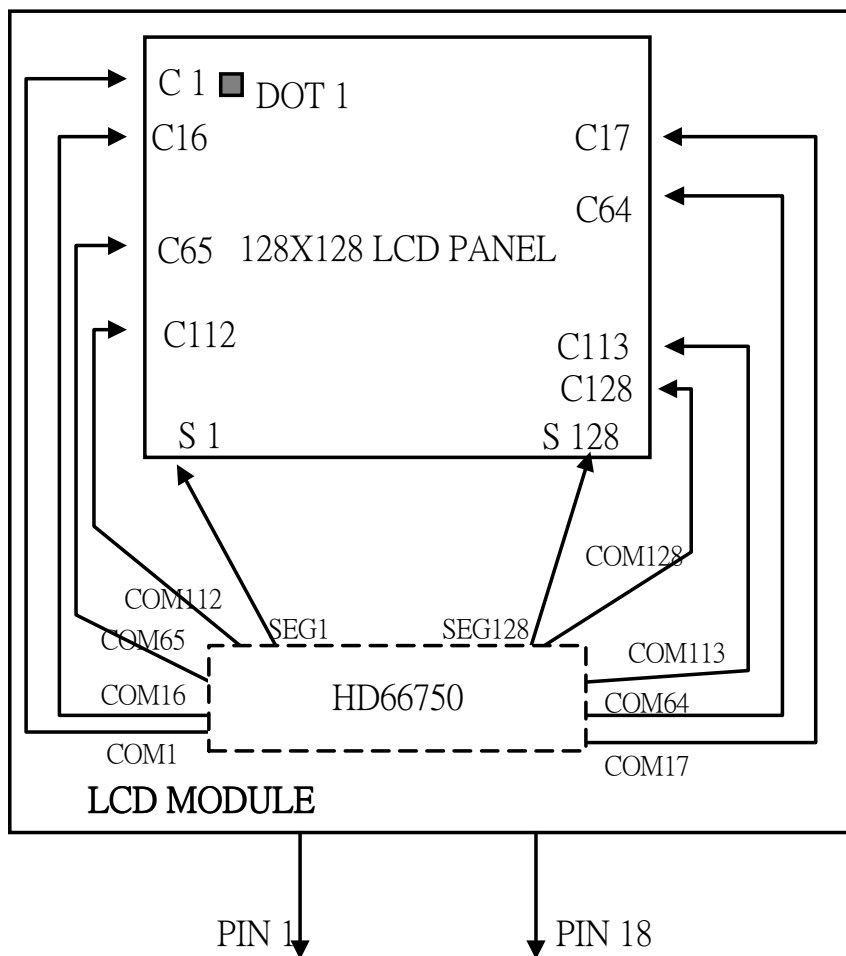 C 1
DOT 1
C16
C17
C64
C65
128X128 LCD PANEL
C112
C113
C128
S 1
S 128
COM128
COM112
SEG1
SEG128
COM65
COM113
COM16
HD66750
COM64
COM1
COM17
LCD MODULE
PIN 1
PIN 18